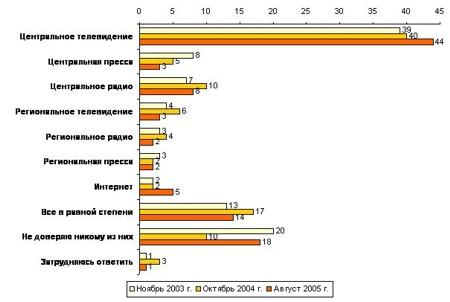 0 5 10 15 20 25 30 35 40 45
Центральное телевидение 39 40 44
Центральная пресса 8 5 3
Центральное радио 7 10 8
Региональное телевидение 4 6 3
Региональное радио 3 4 2
Региональная пресса 3 2 2
Интернет 2 2 5
Все в равной степени 13 17 14
Не доверяю никому из них 20 10 18
Затрудняюсь ответить 1 3 1
Ноябрь 2003 г. Октябрь 2004 г. Август 2005 г.